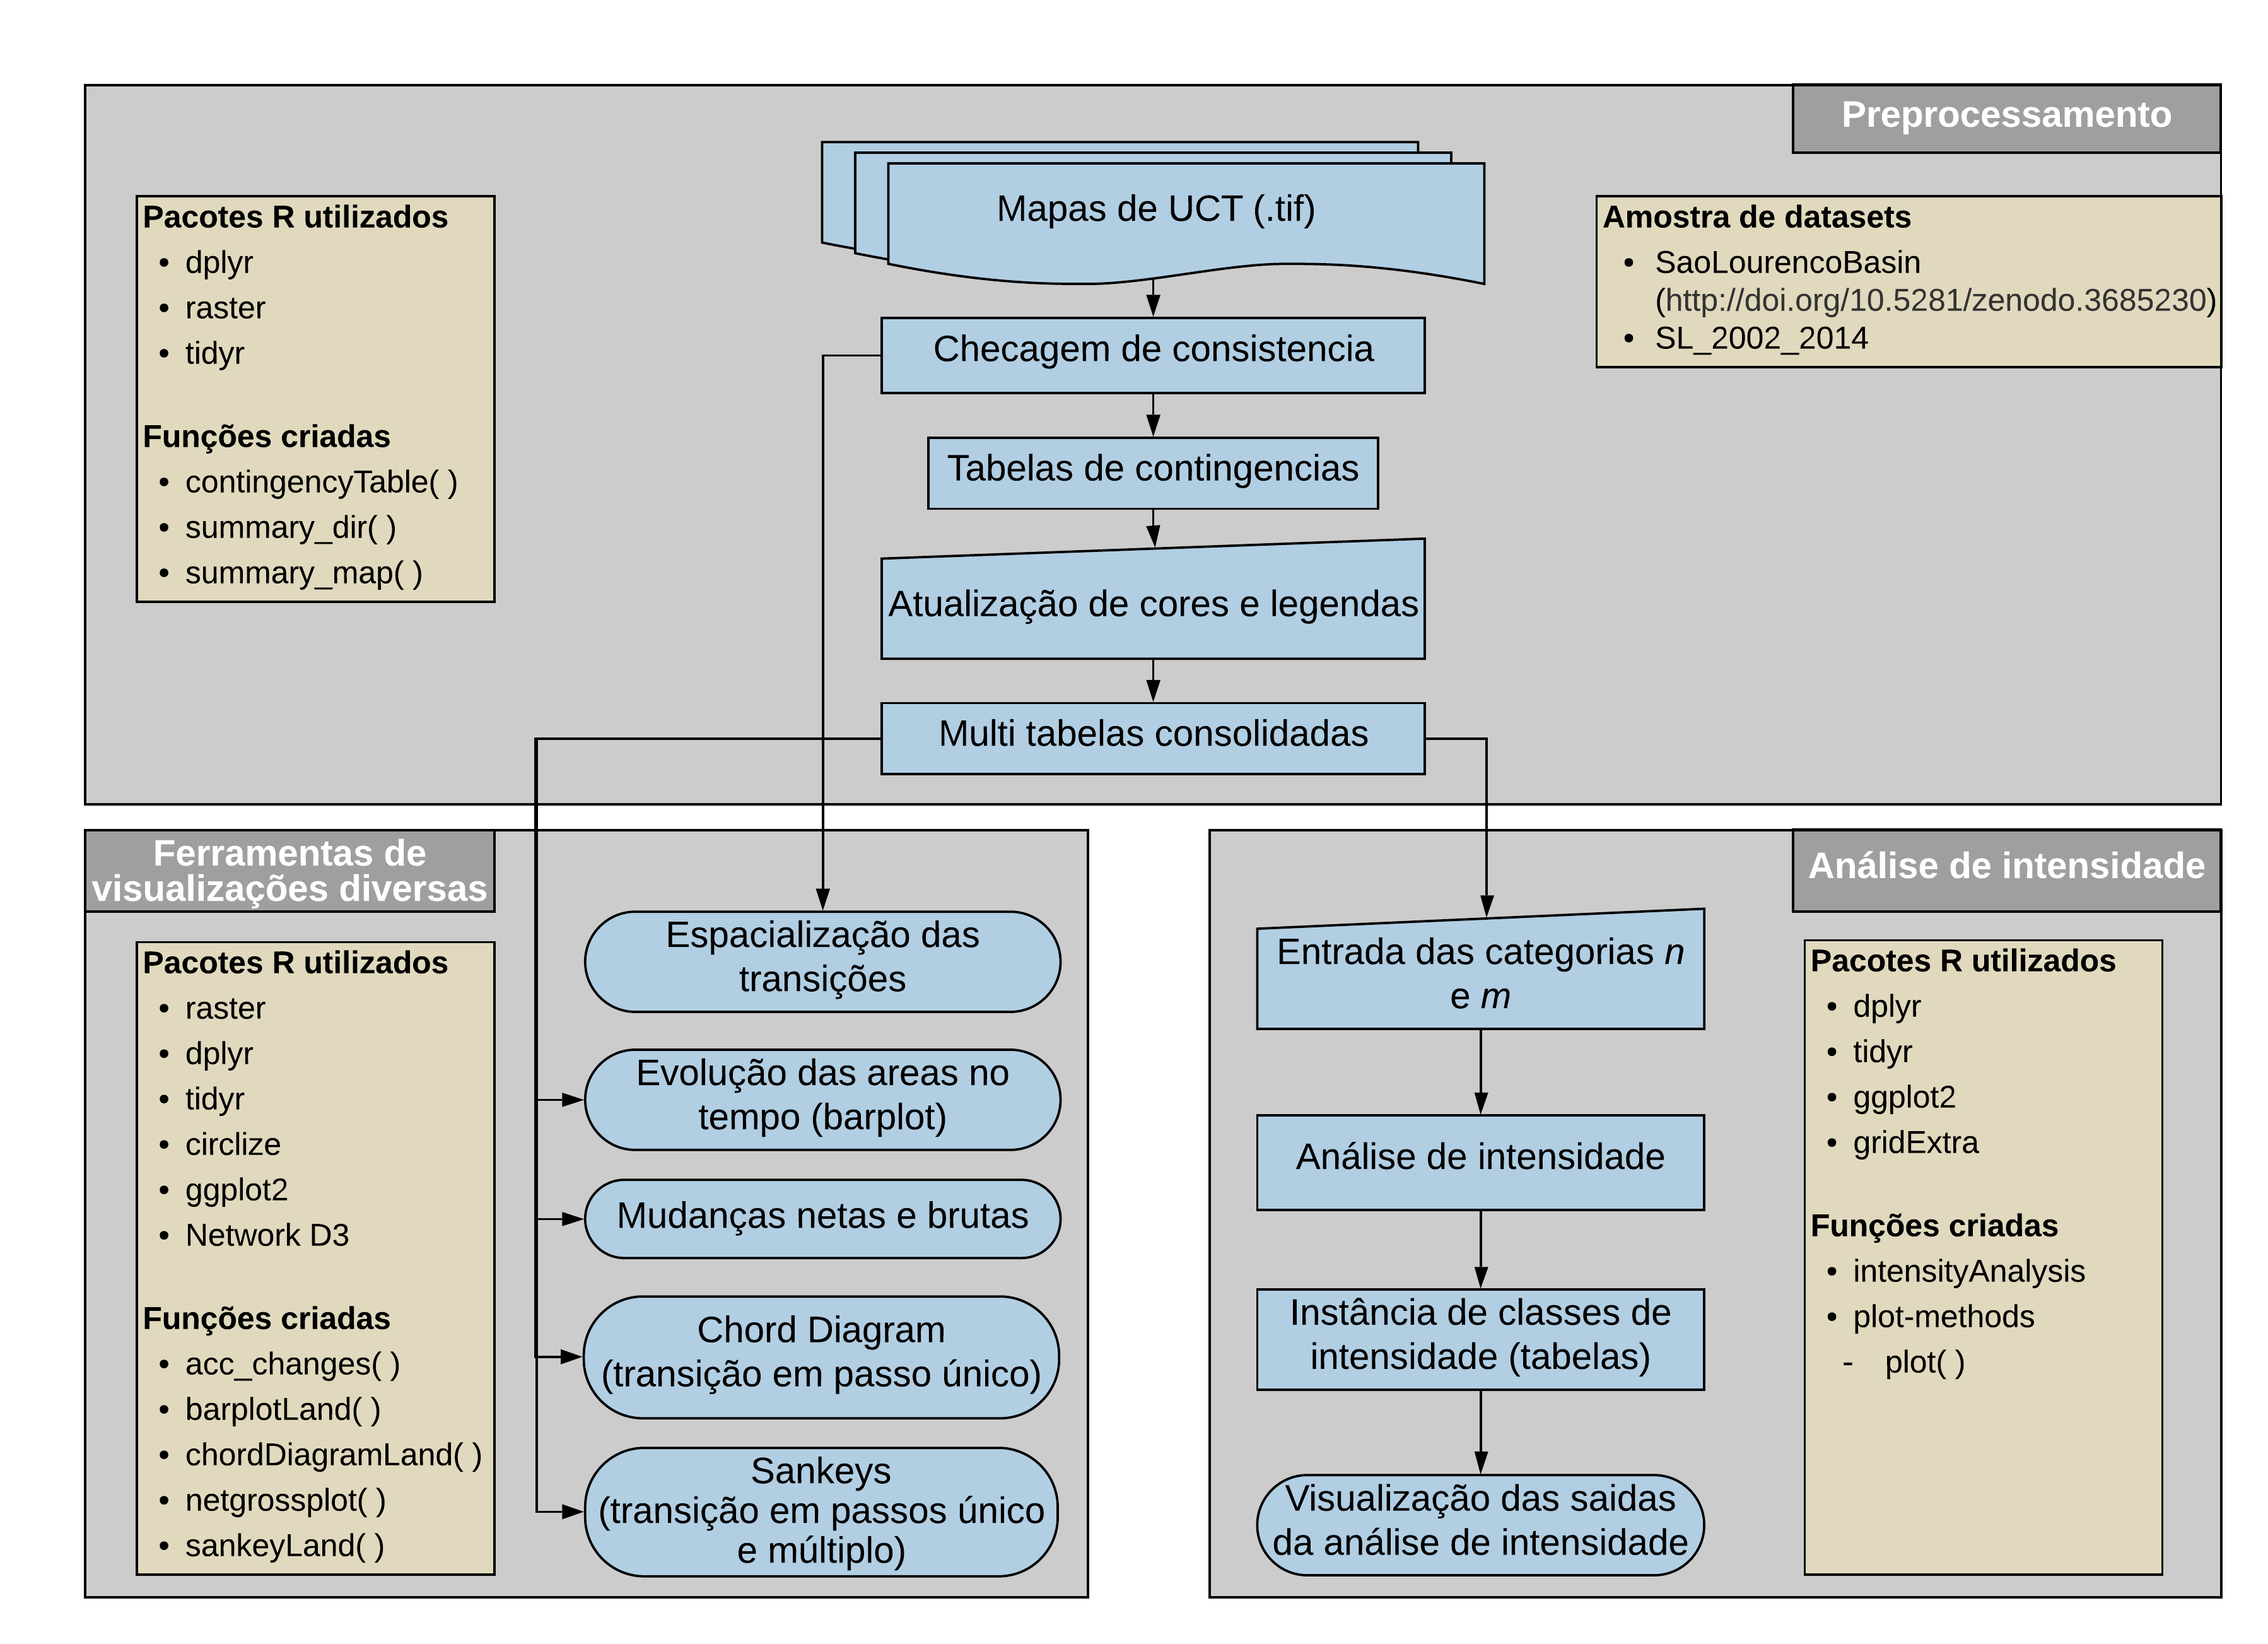 Preprocessamento
Mapas de UCT (.tif)
Pacotes R utilizados
• dplyr
• raster
• tidyr
Funções criadas
• contingencyTable( )
• summary_dir( )
• summary_map( )
Amostra de datasets
• SaoLourencoBasin
(http://doi.org/10.5281/zenodo.3685230)
• SL_2002_2014
Checagem de consistencia
Tabelas de contingencias
Atualização de cores e legendas
Multi tabelas consolidadas
Ferramentas de
visualizações diversas
Pacotes R utilizados
• raster
• dplyr
• tidyr
• circlize
• ggplot2
• Network D3
Funções criadas
• acc_changes( )
• barplotLand( )
• chordDiagramLand( )
• netgrossplot( )
• sankeyLand( )
Espacialização das
transições
Evolução das areas no
tempo (barplot)
Mudanças netas e brutas
Chord Diagram
(transição em passo único)
Sankeys
(transição em passos único
e múltiplo)
Análise de intensidade
Entrada das categorias n
e m
Análise de intensidade
Instância de classes de
intensidade (tabelas)
Visualização das saidas
da análise de intensidade
Pacotes R utilizados
• dplyr
• tidyr
• ggplot2
• gridExtra
Funções criadas
• intensityAnalysis
• plot-methods
- plot( )